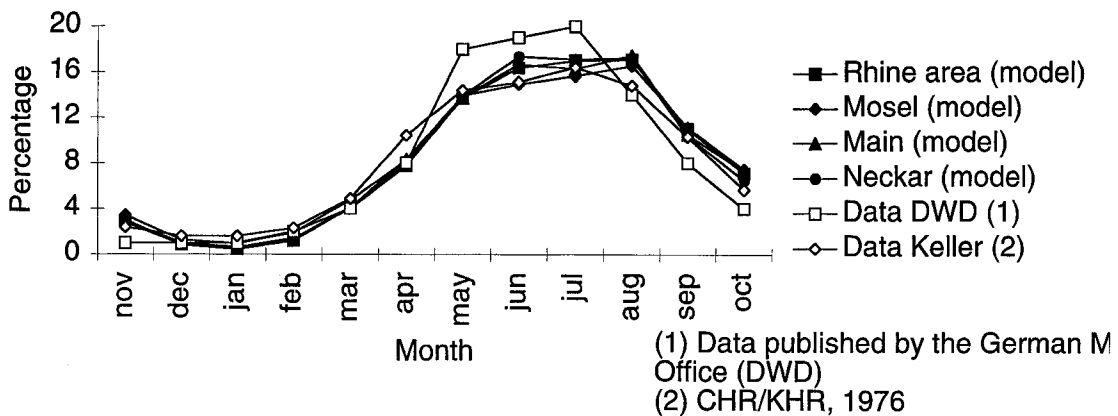 20
16
12
8
4
0
Percentage
nov
dec
jan
feb
mar
apr
may
jun
jul
aug
sep
oct
Month
Rhine area (model)
Mosel (model)
Main (model)
Neckar (model)
Data DWD (1)
Data Keller (2)
(1) Data published by the German M
Office (DWD)
(2) CHR/KHR, 1976